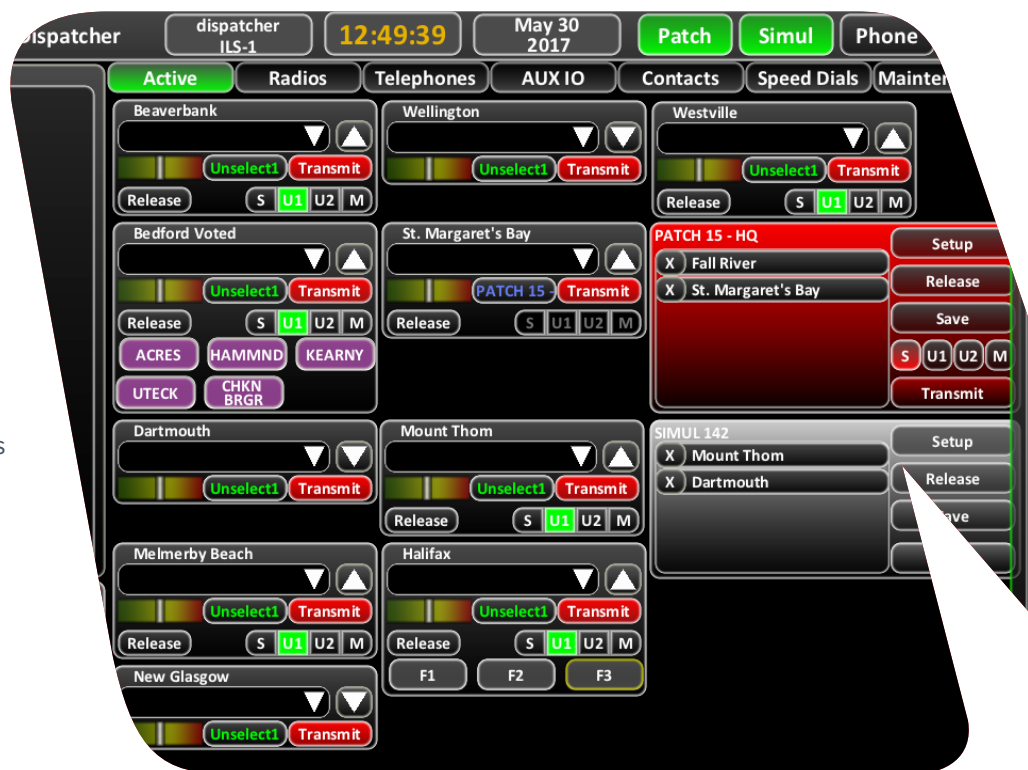 Dispatcher
dispatcher
ILS-1
12:49:39
May 30
2017
Patch
Simul
Phone
Active
Radios
Telephones
AUX IO
Contacts
Speed Dials
Beaverbank
Unselect1 Transmit
Release S U1 U2 M
Wellington
Unselect1 Transmit
Westville
Unselect1 Transmit
Release S U1 U2 M
Bedford Voted
Unselect1 Transmit
Release S U1 U2 M
ACRES HAMMND KEARNY
UTECK CHKN
BRGR
St. Margaret's Bay
PATCH 15 - Transmit
Release S U1 U2 M
PATCH 15 - HQ
X Fall River
X St. Margaret's Bay
Setup
Release
Save
S U1 U2 M
Transmit
s
Dartmouth
Unselect1 Transmit
Mount Thom
Unselect1 Transmit
Release S U1 U2 M
SIMUL 142
X Mount Thom
X Dartmouth
Setup
Release
Melmerby Beach
Unselect1 Transmit
Release S U1 U2 M
Halifax
Unselect1 Transmit
Release S U1 U2 M
F1 F2 F3
New Glasgow
Unselect1 Transmit